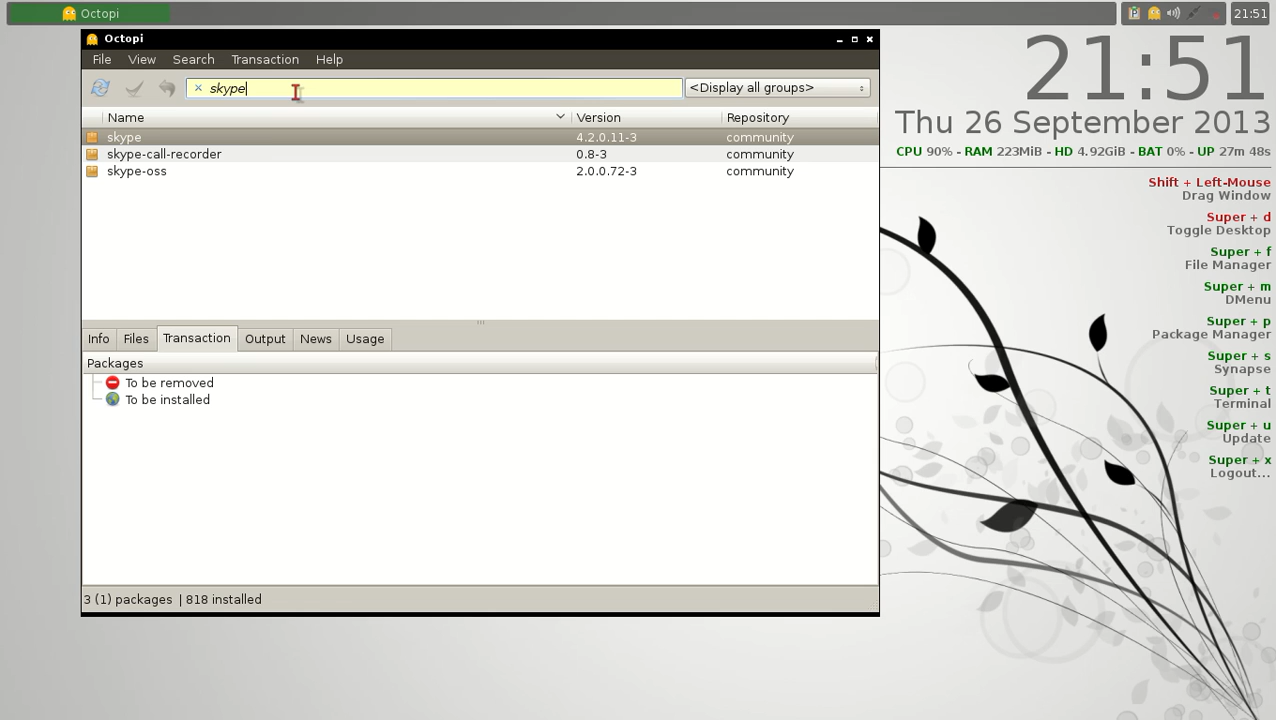 Octopi
21:51
Octopi
File View Search Transaction Help
skype
<Display all groups>
Name Version Repository
skype 4.2.0.11-3 community
skype-call-recorder 0.8-3 community
skype-oss 2.0.0.72-3 community
Info Files Transaction Output News Usage
Packages
To be removed
To be installed
3 (1) packages | 818 installed
21:51
Thu 26 September 2013
CPU 90% - RAM 223MiB - HD 4.92GiB - BAT 0% - UP 27m 48s
Shift + Left-Mouse
Drag Window
Super + d
Toggle Desktop
Super + f
File Manager
Super + m
DMenu
Super + p
Package Manager
Super + s
Synapse
Super + t
Terminal
Super + u
Update
Super + x
Logout...